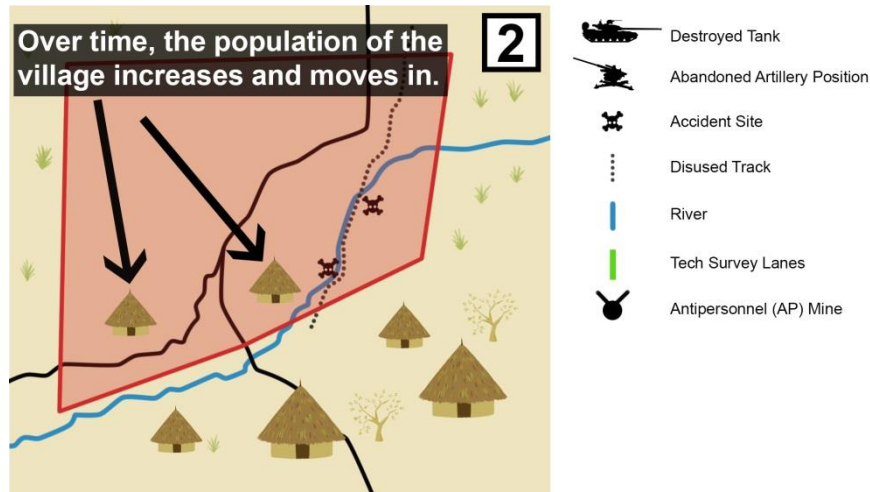 Over time, the population of the
village increases and moves in.
2
Destroyed Tank
Abandoned Artillery Position
Accident Site
Disused Track
River
Tech Survey Lanes
Antipersonnel (AP) Mine